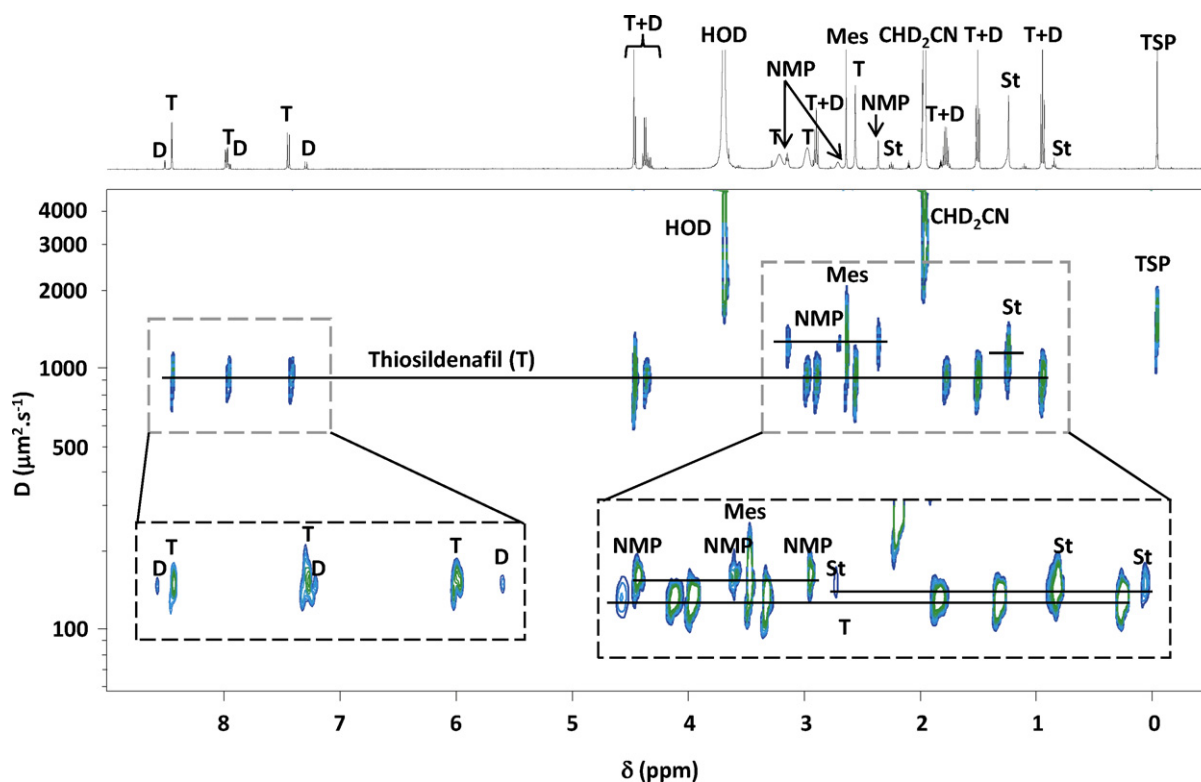 T+D HOD Mes CHD₂CN T+D T+D TSP
NMP T St
T T T+D NMP
D T D D T T St T+D St
4000
3000
2000
1000
500
100
D (μm².s⁻¹)
HOD CHD₂CN
Mes TSP
NMP St
Thiosildenafil (T)
T T T
D D D
Mes
NMP NMP NMP St St
St
T
8 7 6 5 4 3 2 1 0
δ (ppm)